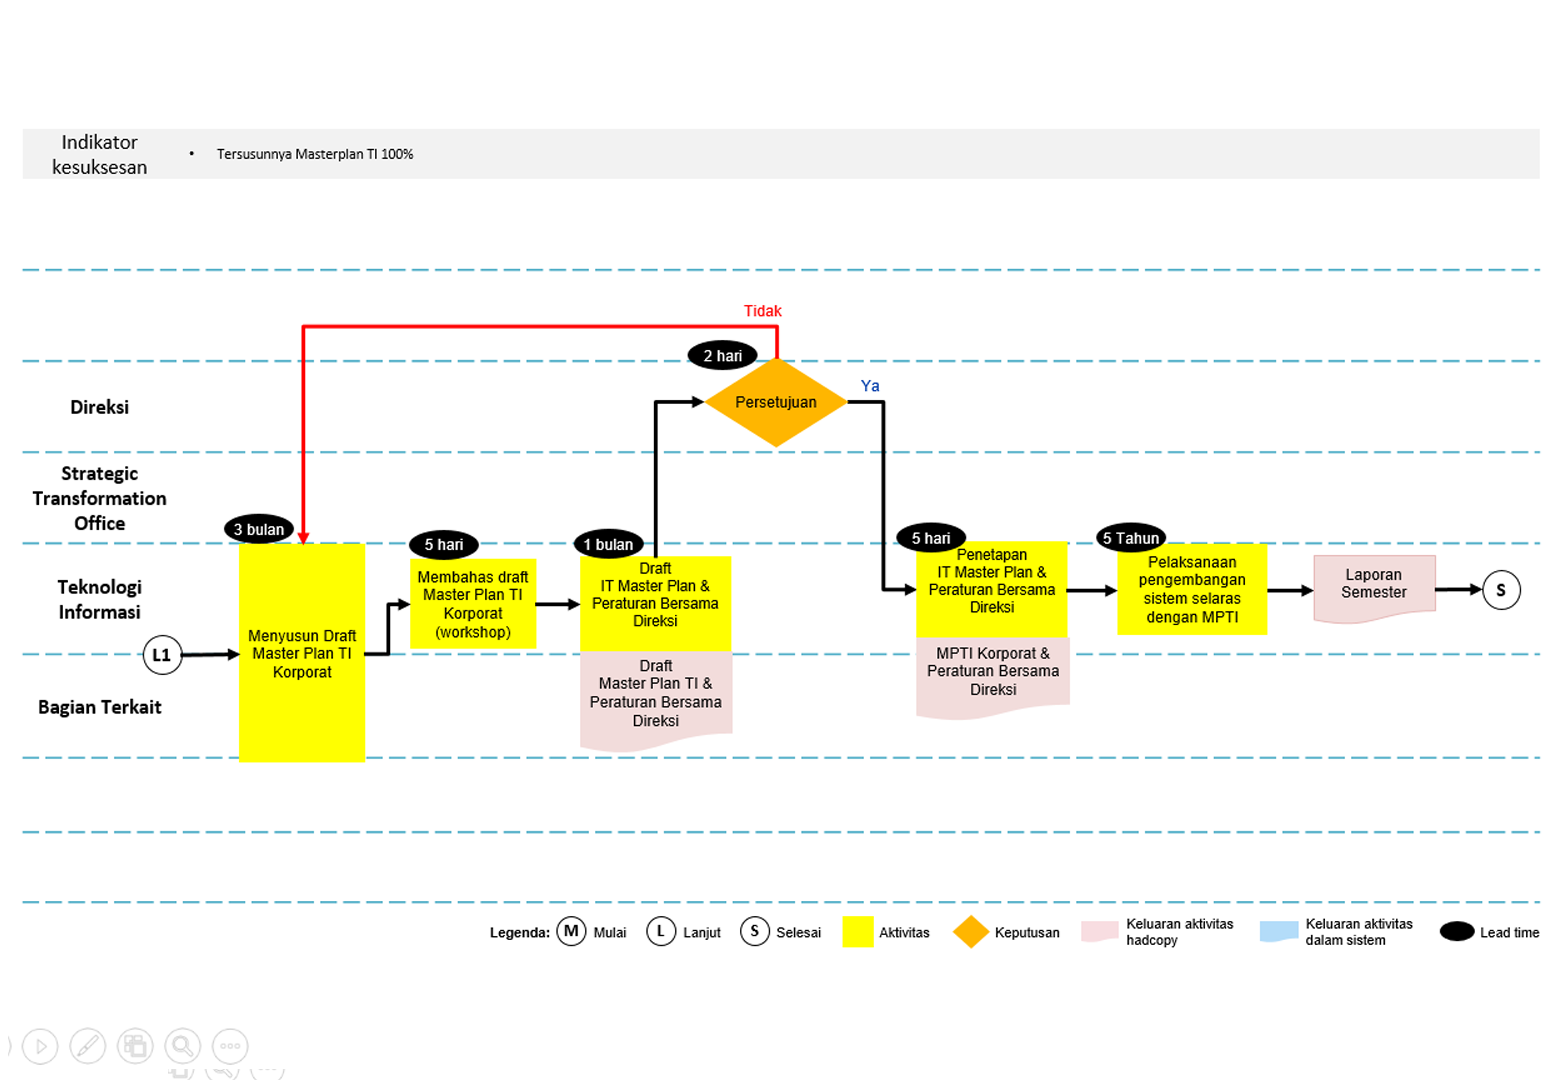 Indikator
kesuksesan
• Tersusunnya Masterplan TI 100%
Tidak
2 hari
Ya
Direksi
Persetujuan
Strategic
Transformation
Office
3 bulan
5 hari
1 bulan
5 hari
5 Tahun
Teknologi
Informasi
L1
Menyusun Draft
Master Plan TI
Korporat
Membahas draft
Master Plan TI
Korporat
(workshop)
Draft
IT Master Plan &
Peraturan Bersama
Direksi
Draft
Master Plan TI &
Peraturan Bersama
Direksi
Penetapan
IT Master Plan &
Peraturan Bersama
Direksi
MPTI Korporat &
Peraturan Bersama
Direksi
Pelaksanaan
pengembangan
sistem selaras
dengan MPTI
Laporan
Semester
S
Bagian Terkait
Legenda: M Mulai L Lanjut S Selesai Aktivitas Keputusan
Keluaran aktivitas
hadcopy
Keluaran aktivitas
dalam sistem
Lead time